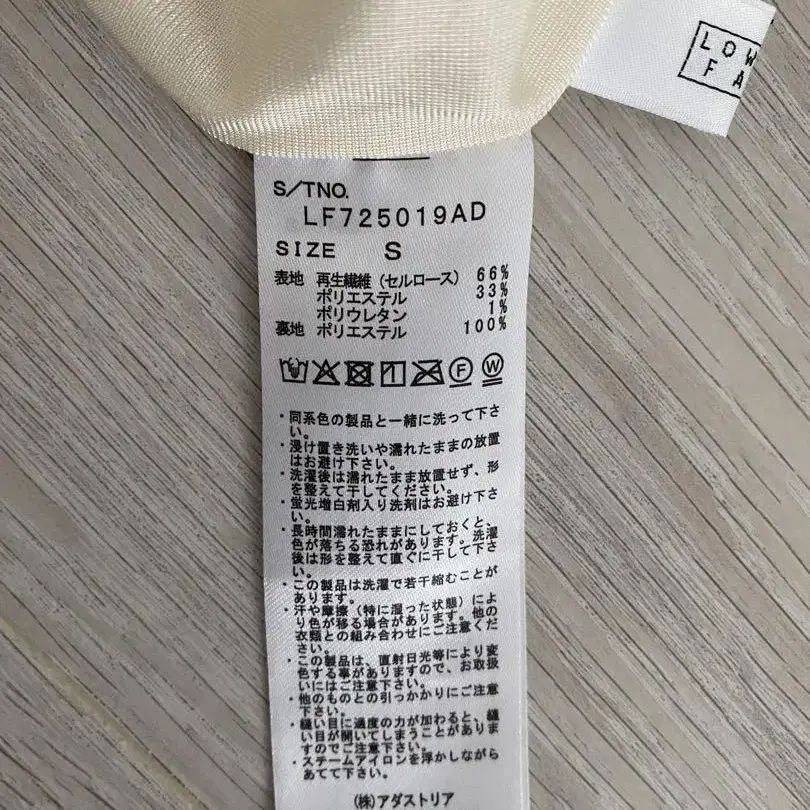 LOW
FA
S/TNO.
LF725019AD
SIZE S
表地 再生繊維(セルロース) 66%
ポリエステル 33%
ポリウレタン 1%
裏地 ポリエステル 100%
F W
・同系色の製品と一緒に洗って下さ
い。
・浸け置き洗いや濡れたままの放置
はお避け下さい。
・洗濯後は濡れたまま放置せず、形
を整えて干してください。
・蛍光増白剤入り洗剤はお避け下さ
い。
・長時間濡れたままにしておくと、
色が落ちる恐れがあります。洗濯
後は形を整えて直ぐに干して下さ
い。
・この製品は洗濯で若干縮むことが
あります。
・汗や摩擦(特に湿った状態)によ
り色が移る場合があります。他の
衣類との組み合わせにご注意くだ
さい。
・この製品は、直射日光等により変
色する事がありますので、お取扱
いにはご注意下さい。
・他のものとの引っかかりにご注意
下さい。
・縫い目に過度の力が加わると、縫
い目が開いてしまうことがありま
すのでご注意下さい。
・スチームアイロンを浮かしながら
あてて下さい。
(株)アダストリア